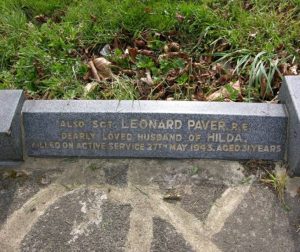 ALSO SGT. LEONARD PAVER, R.E.
DEARLY LOVED HUSBAND OF HILDA,
KILLED ON ACTIVE SERVICE 27TH MAY 1943. AGED 31 YEARS